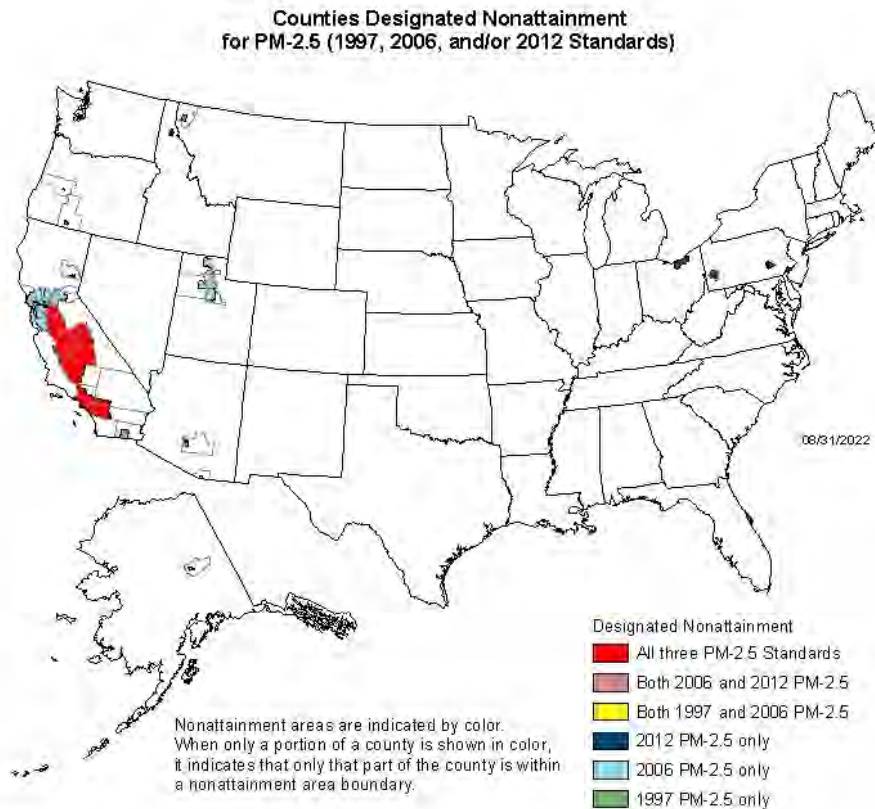 Counties Designated Nonattainment
for PM-2.5 (1997, 2006, and/or 2012 Standards)
08/31/2022
Nonattainment areas are indicated by color.
When only a portion of a county is shown in color,
it indicates that only that part of the county is within
a nonattainment area boundary.
Designated Nonattainment
All three PM-2.5 Standards
Both 2006 and 2012 PM-2.5
Both 1997 and 2006 PM-2.5
2012 PM-2.5 only
2006 PM-2.5 only
1997 PM-2.5 only